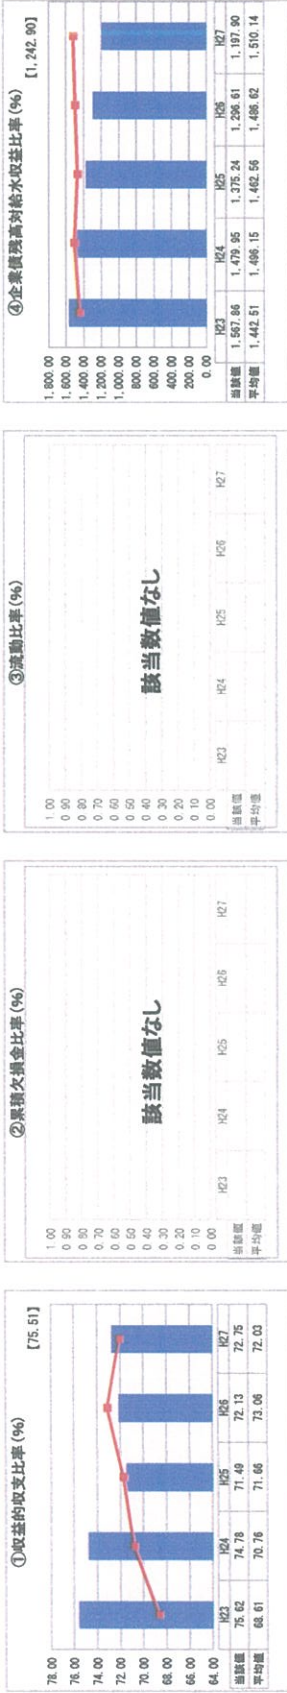 ①収益的収支比率(%)
【75.51】
78.00
76.00
74.00
72.00
70.00
68.00
66.00
64.00
H23 H24 H25 H26 H27
当該値 75.62 74.78 71.49 72.13 72.75
平均値 68.61 70.76 71.66 73.06 72.03
②累積欠損金比率(%)
1.00
0.90
0.80
0.70
0.60
0.50
0.40
0.30
0.20
0.10
0.00
該当数値なし
H23 H24 H25 H26 H27
当該値
平均値
③流動比率(%)
1.00
0.90
0.80
0.70
0.60
0.50
0.40
0.30
0.20
0.10
0.00
該当数値なし
H23 H24 H25 H26 H27
当該値
平均値
④企業債残高対給水収益比率(%)
【1,242.90】
1,800.00
1,600.00
1,400.00
1,200.00
1,000.00
800.00
600.00
400.00
200.00
0.00
H23 H24 H25 H26 H27
当該値 1,567.86 1,479.95 1,375.24 1,296.61 1,197.90
平均値 1,442.51 1,496.15 1,462.56 1,486.62 1,510.14